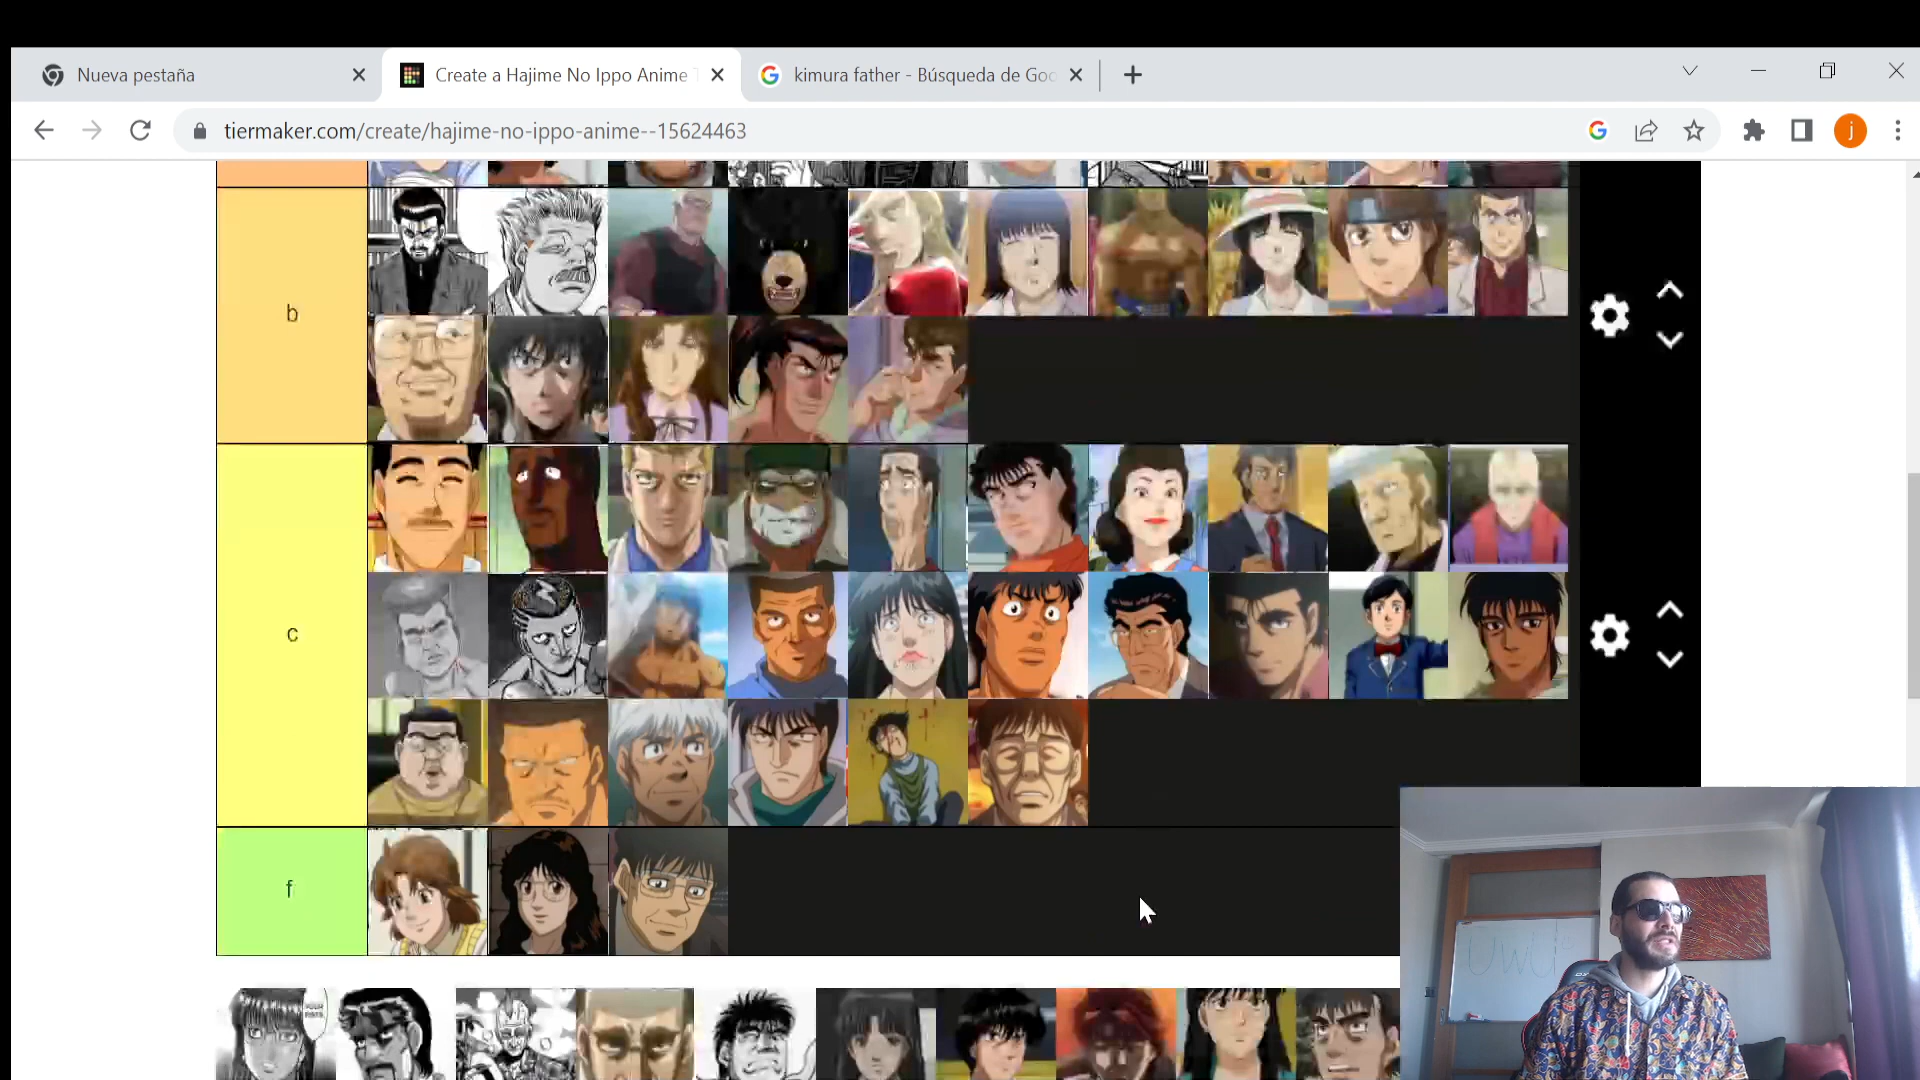 Nueva pestaña
Create a Hajime No Ippo Anime T
kimura father - Búsqueda de Goo
tiermaker.com/create/hajime-no-ippo-anime--15624463
j
b
c
f
UwU